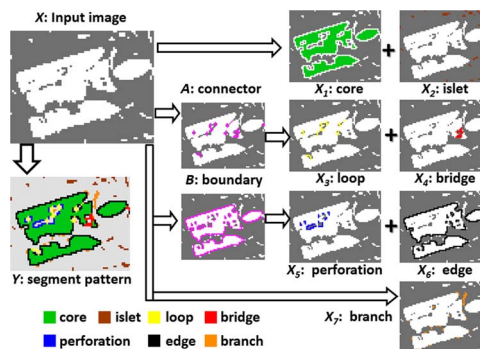 X: Input image
A: connector
X1: core
X2: islet
B: boundary
X3: loop
X4: bridge
Y: segment pattern
X5: perforation
X6: edge
X7: branch
core
islet
loop
bridge
perforation
edge
branch